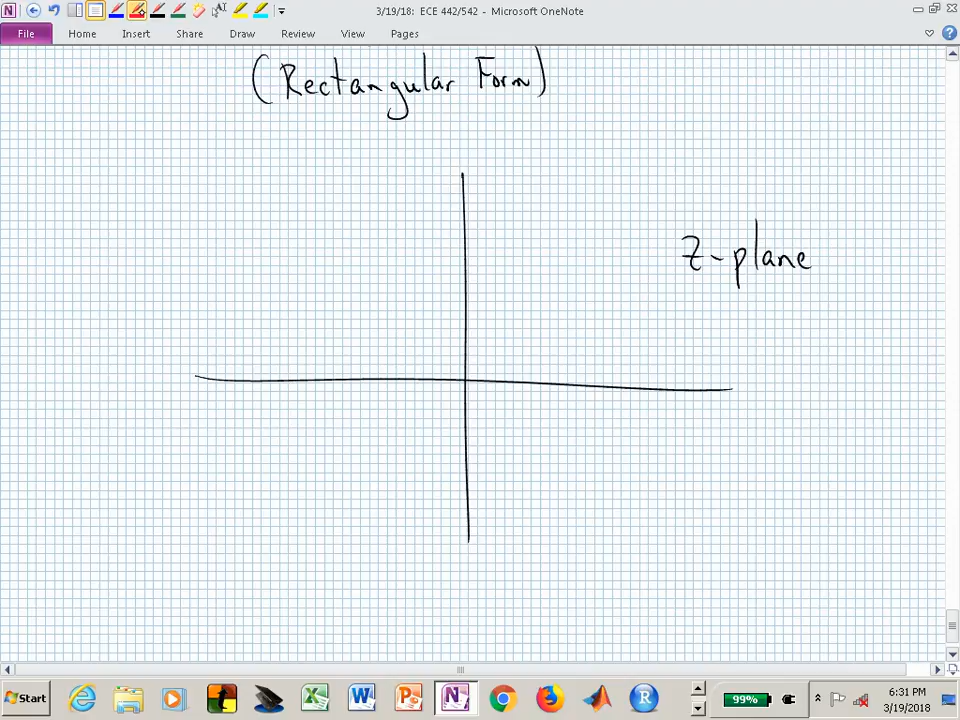 3/19/18: ECE 442/542 - Microsoft OneNote
File Home Insert Share Draw Review View Pages
(Rectangular Form)
z-plane
Start
99%
6:31 PM
3/19/2018